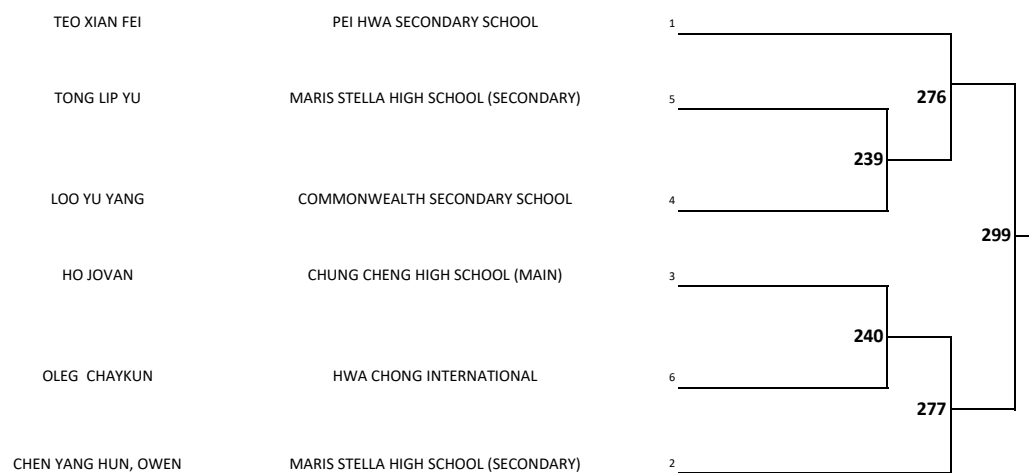 TEO XIAN FEI PEI HWA SECONDARY SCHOOL 1
276
TONG LIP YU MARIS STELLA HIGH SCHOOL (SECONDARY) 5
239
LOO YU YANG COMMONWEALTH SECONDARY SCHOOL 4
299
HO JOVAN CHUNG CHENG HIGH SCHOOL (MAIN) 3
240
OLEG CHAYKUN HWA CHONG INTERNATIONAL 6
277
CHEN YANG HUN, OWEN MARIS STELLA HIGH SCHOOL (SECONDARY) 2